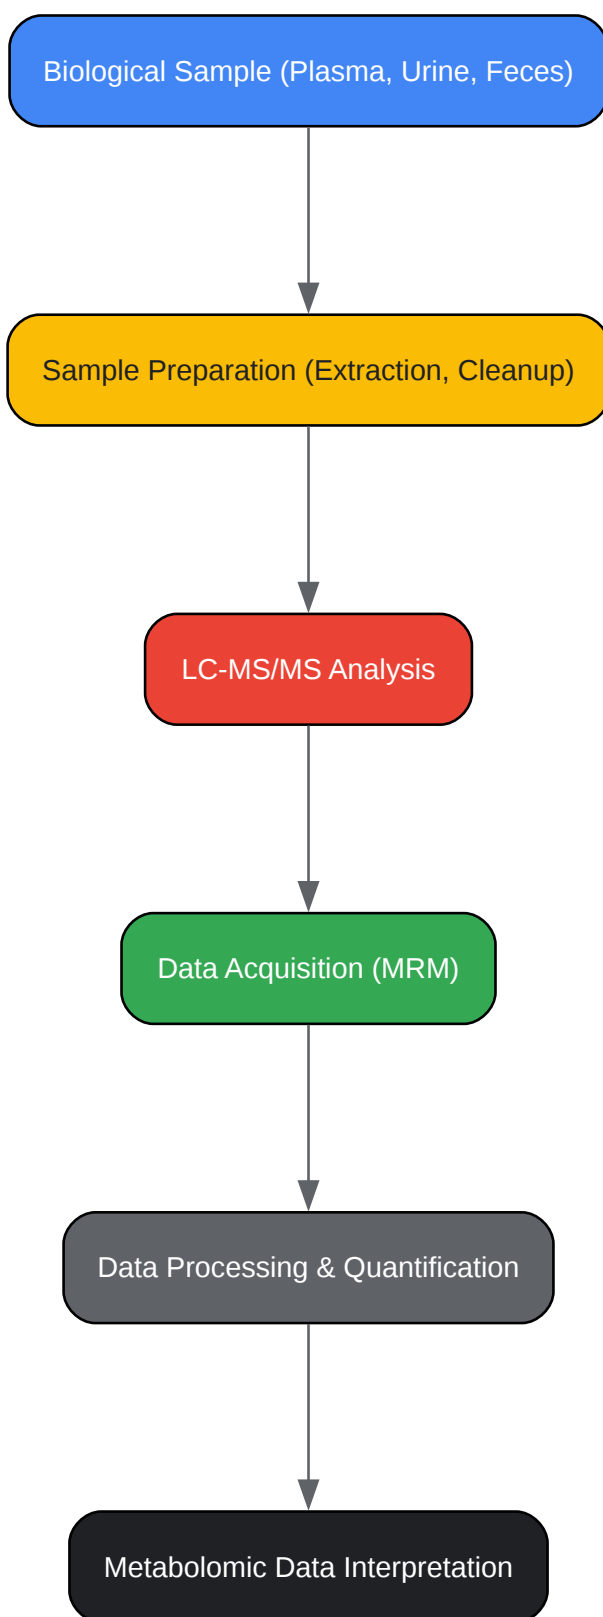 Biological Sample (Plasma, Urine, Feces)
Sample Preparation (Extraction, Cleanup)
LC-MS/MS Analysis
Data Acquisition (MRM)
Data Processing & Quantification
Metabolomic Data Interpretation